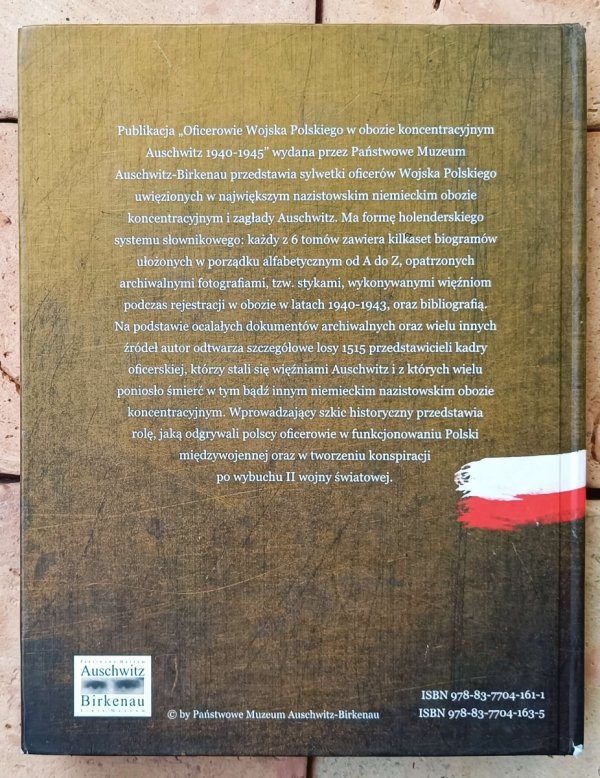 Publikacja „Oficerowie Wojska Polskiego w obozie koncentracyjnym
Auschwitz 1940-1945” wydana przez Państwowe Muzeum
Auschwitz-Birkenau przedstawia sylwetki oficerów Wojska Polskiego
uwięzionych w największym nazistowskim niemieckim obozie
koncentracyjnym i zagłady Auschwitz. Ma formę holenderskiego
systemu słownikowego: każdy z 6 tomów zawiera kilkaset biogramów
ułożonych w porządku alfabetycznym od A do Z, opatrzonych
archiwalnymi fotografiami, tzw. stykami, wykonywanymi więźniom
podczas rejestracji w obozie w latach 1940-1943, oraz bibliografią.
Na podstawie ocalałych dokumentów archiwalnych oraz wielu innych
źródeł autor odtwarza szczegółowe losy 1515 przedstawicieli kadry
oficerskiej, którzy stali się więźniami Auschwitz i z których wielu
poniosło śmierć w tym bądź innym niemieckim nazistowskim obozie
koncentracyjnym. Wprowadzający szkic historyczny przedstawia
rolę, jaką odgrywali polscy oficerowie w funkcjonowaniu Polski
międzywojennej oraz w tworzeniu konspiracji
po wybuchu II wojny światowej.
Państwowe Muzeum
Auschwitz
Birkenau
State Museum
© by Państwowe Muzeum Auschwitz-Birkenau
ISBN 978-83-7704-161-1
ISBN 978-83-7704-163-5